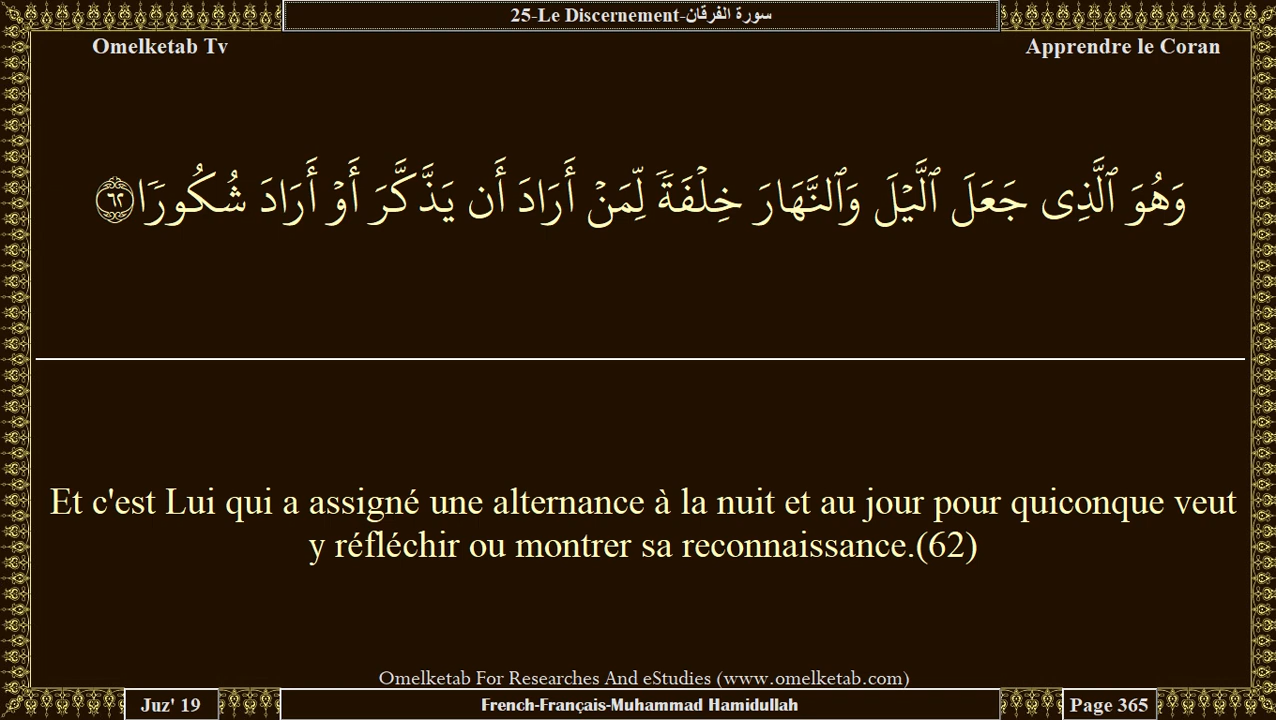 25-Le Discernement-سورة الفرقان
Omelketab Tv
Apprendre le Coran
وَهُوَ ٱلَّذِى جَعَلَ ٱلَّيْلَ وَٱلنَّهَارَ خِلْفَةً لِّمَنْ أَرَادَ أَن يَذَّكَّرَ أَوْ أَرَادَ شُكُورًا ٦٢
Et c'est Lui qui a assigné une alternance à la nuit et au jour pour quiconque veut
y réfléchir ou montrer sa reconnaissance.(62)
Omelketab For Researches And eStudies (www.omelketab.com)
Juz' 19
French-Français-Muhammad Hamidullah
Page 365